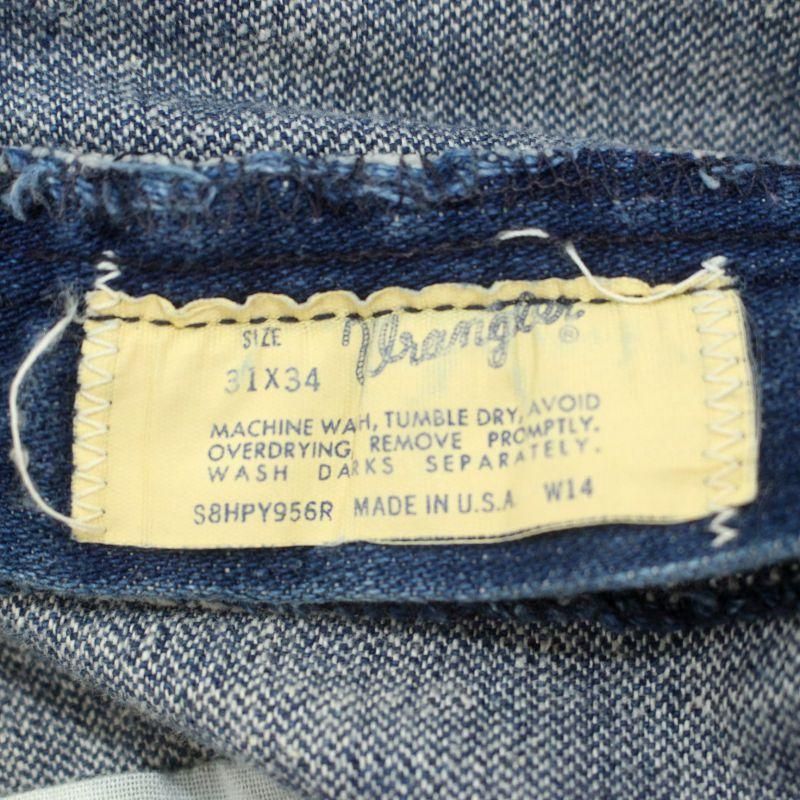 SIZE
Wrangler®
31X34
MACHINE WAH, TUMBLE DRY, AVOID
OVERDRYING, REMOVE PROMPTLY.
WASH DARKS SEPARATELY.
S8HPY956R MADE IN U.S.A W14